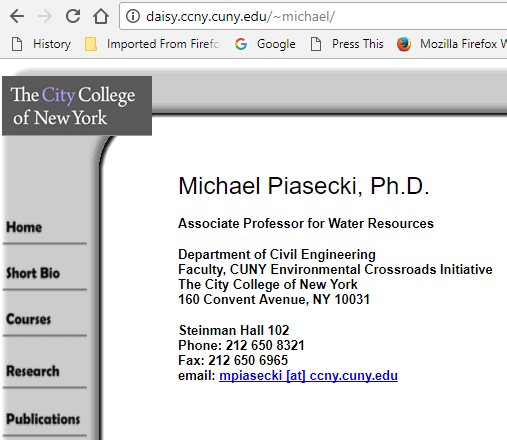 daisy.ccny.cuny.edu/~michael/
History Imported From Firefo Google Press This Mozilla Firefox W
The City College
of New York
Home
Short Bio
Courses
Research
Publications
Michael Piasecki, Ph.D.
Associate Professor for Water Resources
Department of Civil Engineering
Faculty, CUNY Environmental Crossroads Initiative
The City College of New York
160 Convent Avenue, NY 10031
Steinman Hall 102
Phone: 212 650 8321
Fax: 212 650 6965
email: mpiasecki [at] ccny.cuny.edu